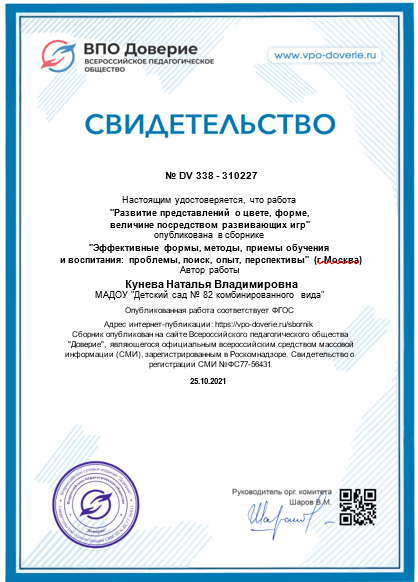 ВПО Доверие
ВСЕРОССИЙСКОЕ ПЕДАГОГИЧЕСКОЕ
ОБЩЕСТВО
www.vpo-doverie.ru
СВИДЕТЕЛЬСТВО
№ DV 338 - 310227
Настоящим удостоверяется, что работа
"Развитие представлений о цвете, форме,
величине посредством развивающих игр"
опубликована в сборнике
"Эффективные формы, методы, приемы обучения
и воспитания: проблемы, поиск, опыт, перспективы" (г.Москва)
Автор работы
Кунева Наталья Владимировна
МАДОУ "Детский сад № 82 комбинированного вида"
Опубликованная работа соответствует ФГОС
Адрес интернет-публикации: https://vpo-doverie.ru/sbornik
Сборник опубликован на сайте Всероссийского педагогического общества
"Доверие", являющегося официальным всероссийским средством массовой
информации (СМИ), зарегистрированным в Роскомнадзоре. Свидетельство о
регистрации СМИ №ФС77-56431
25.10.2021
Руководитель орг. комитета
Шаров В.М.